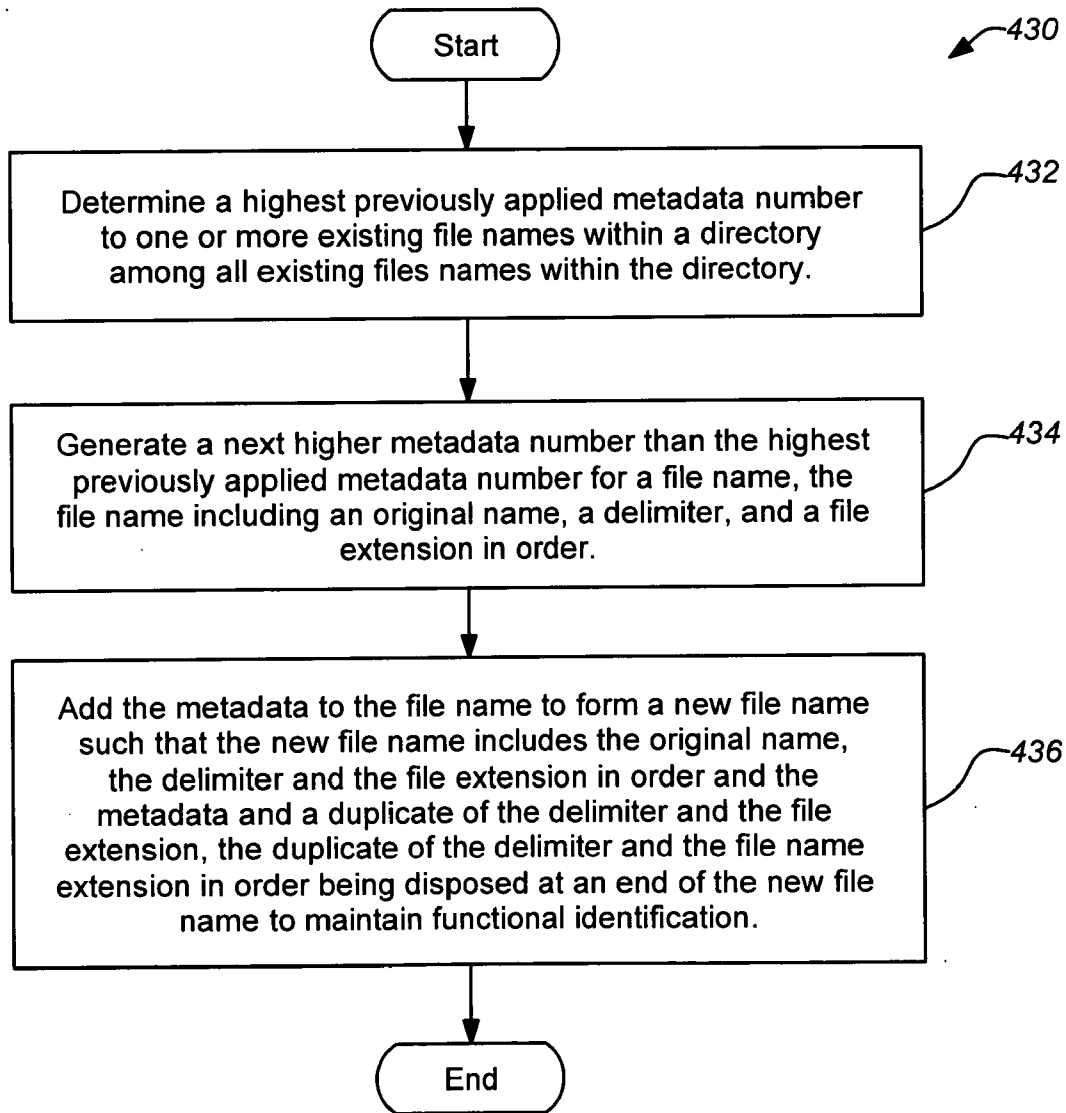 Start
430
Determine a highest previously applied metadata number
to one or more existing file names within a directory
among all existing files names within the directory.
432
Generate a next higher metadata number than the highest
previously applied metadata number for a file name, the
file name including an original name, a delimiter, and a file
extension in order.
434
Add the metadata to the file name to form a new file name
such that the new file name includes the original name,
the delimiter and the file extension in order and the
metadata and a duplicate of the delimiter and the file
extension, the duplicate of the delimiter and the file name
extension in order being disposed at an end of the new file
name to maintain functional identification.
436
End